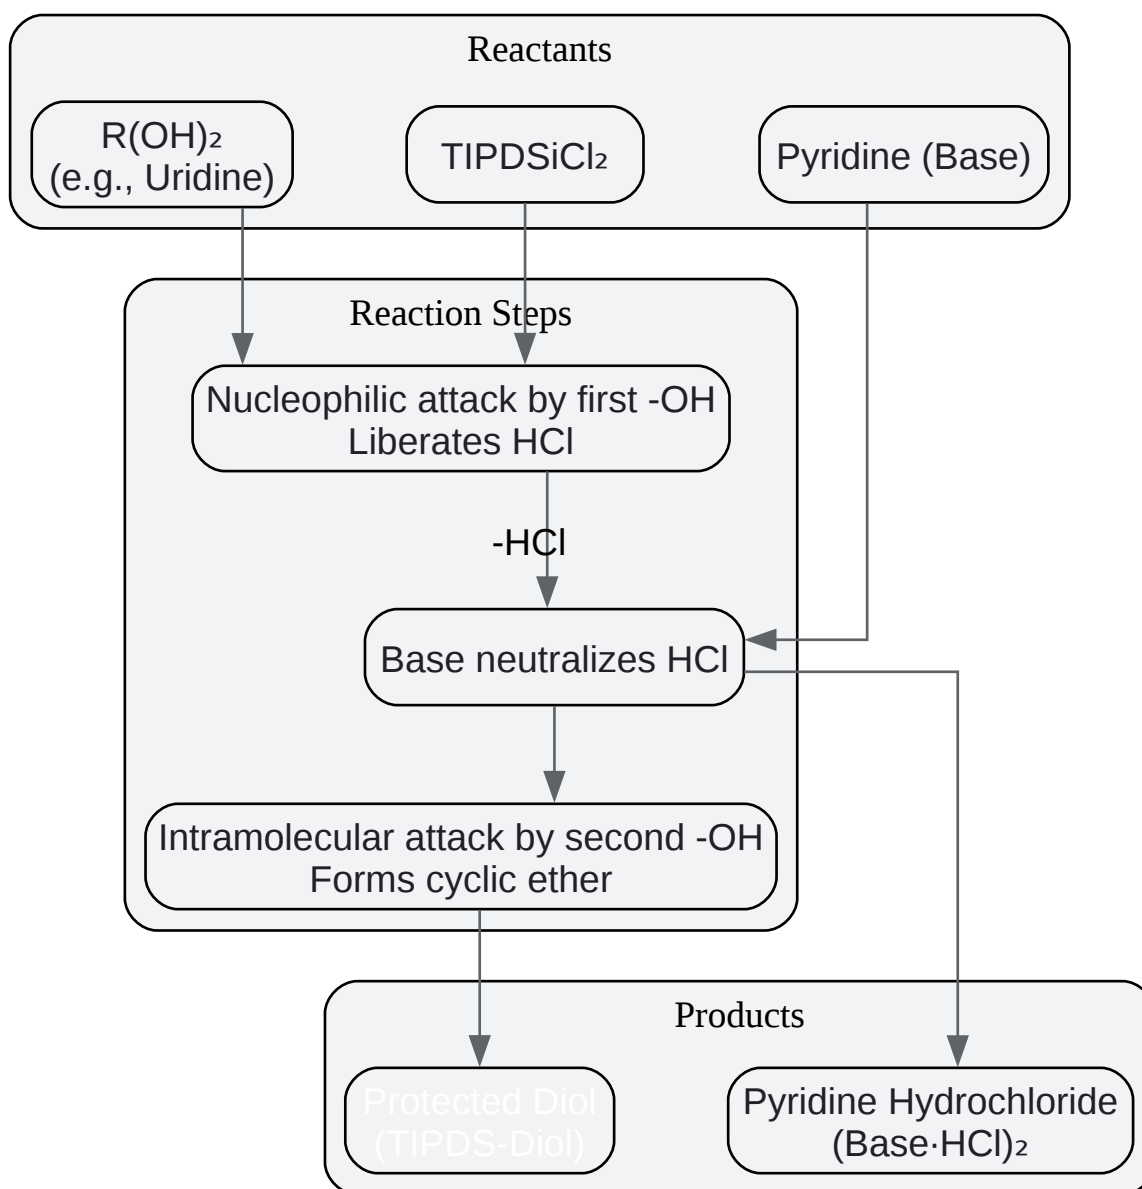 Reactants
R(OH)₂
(e.g., Uridine)
TIPDSiCl₂
Pyridine (Base)
Reaction Steps
Nucleophilic attack by first -OH
Liberates HCl
-HCl
Base neutralizes HCl
Intramolecular attack by second -OH
Forms cyclic ether
Products
Protected Diol
(TIPDS-Diol)
Pyridine Hydrochloride
(Base·HCl)₂